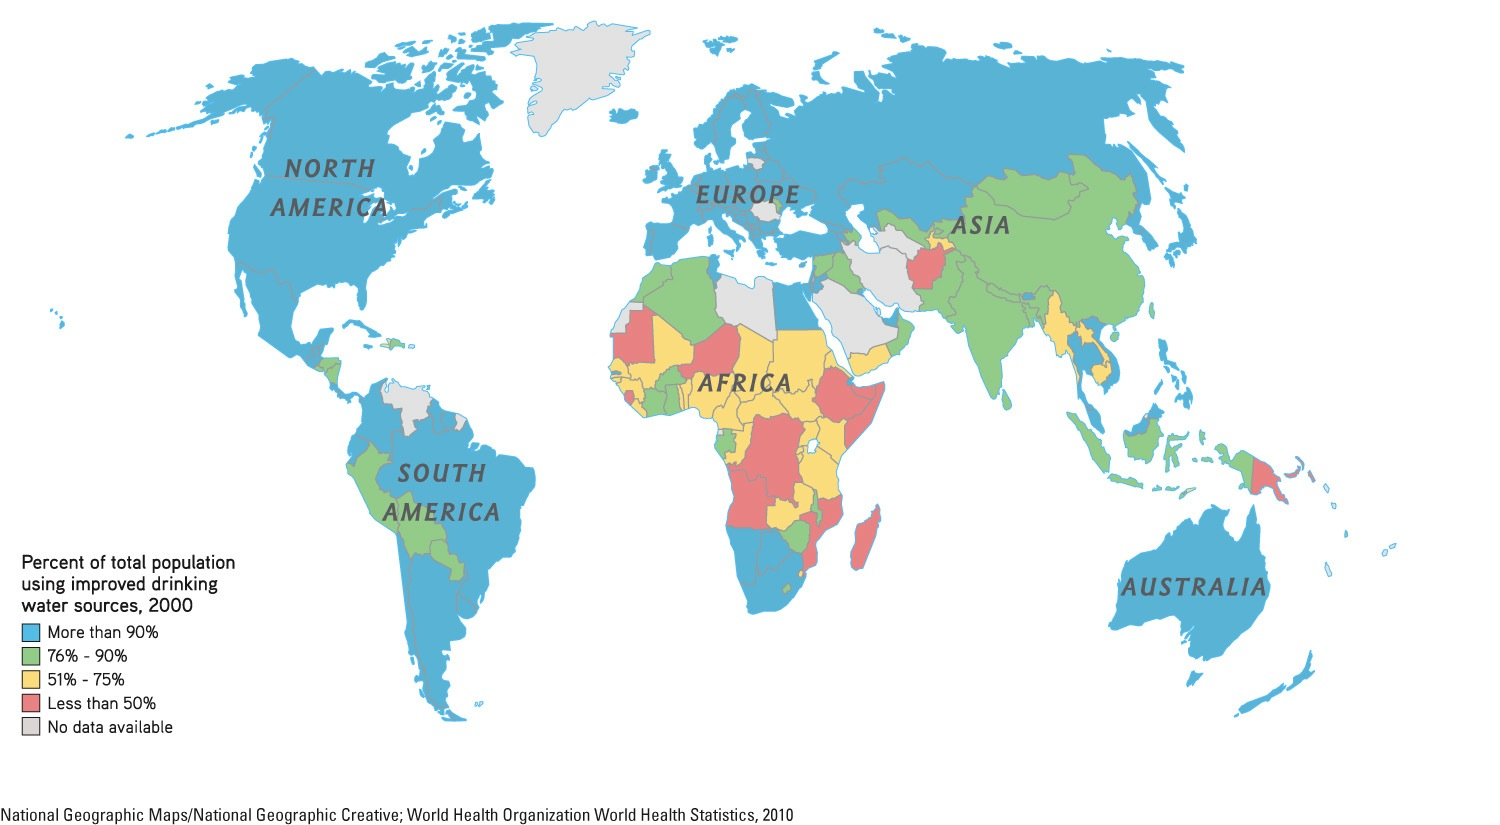 NORTH
AMERICA
EUROPE
ASIA
AFRICA
SOUTH
AMERICA
AUSTRALIA
Percent of total population
using improved drinking
water sources, 2000
More than 90%
76% - 90%
51% - 75%
Less than 50%
No data available
National Geographic Maps/National Geographic Creative; World Health Organization World Health Statistics, 2010